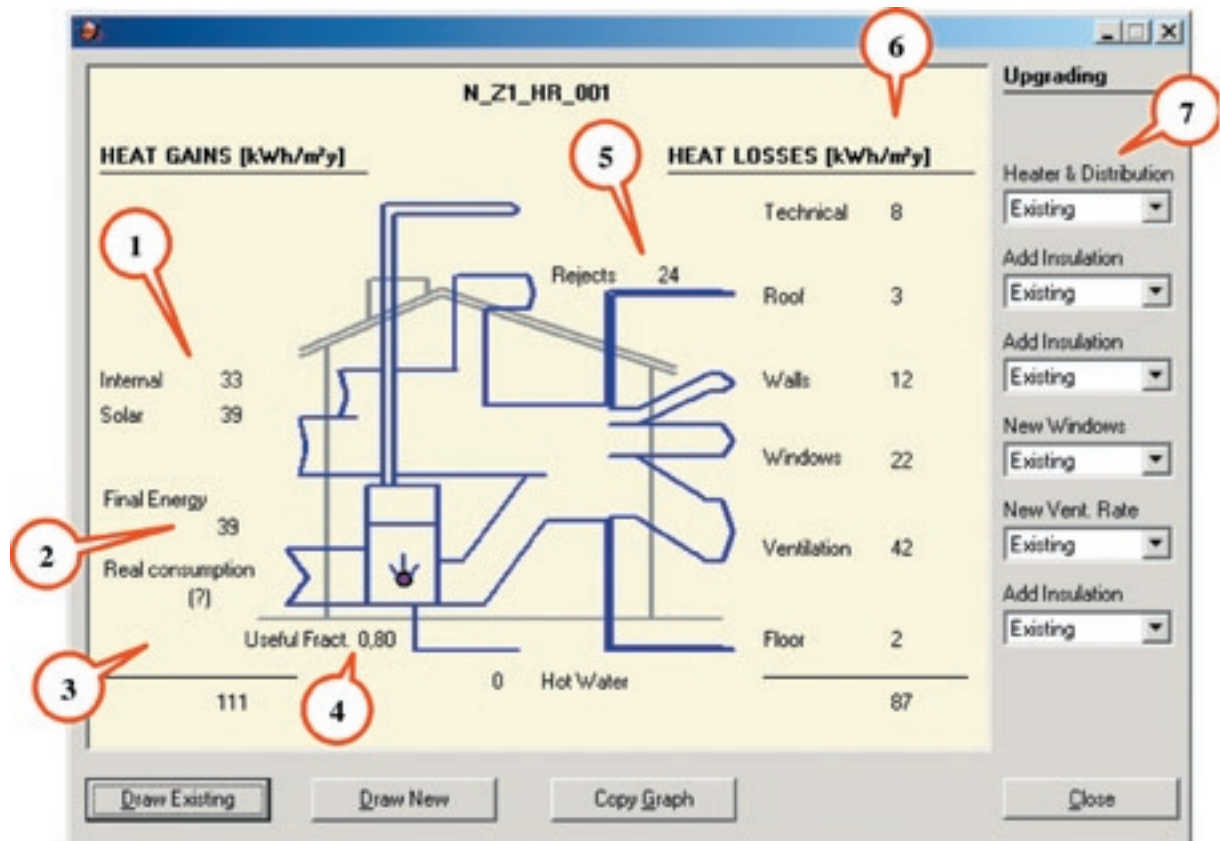 N_Z1_HR_001
HEAT GAINS [kWh/m²y]
Internal 33
Solar 39
Final Energy
39
Real consumption
(?)
Useful Fract. 0,80
111
0 Hot Water
Rejects 24
HEAT LOSSES [kWh/m²y]
Technical 8
Roof 3
Walls 12
Windows 22
Ventilation 42
Floor 2
87
Upgrading
Heater & Distribution
Existing
Add Insulation
Existing
Add Insulation
Existing
New Windows
Existing
New Vent. Rate
Existing
Add Insulation
Existing
Draw Existing
Draw New
Copy Graph
Close
1
2
3
4
5
6
7